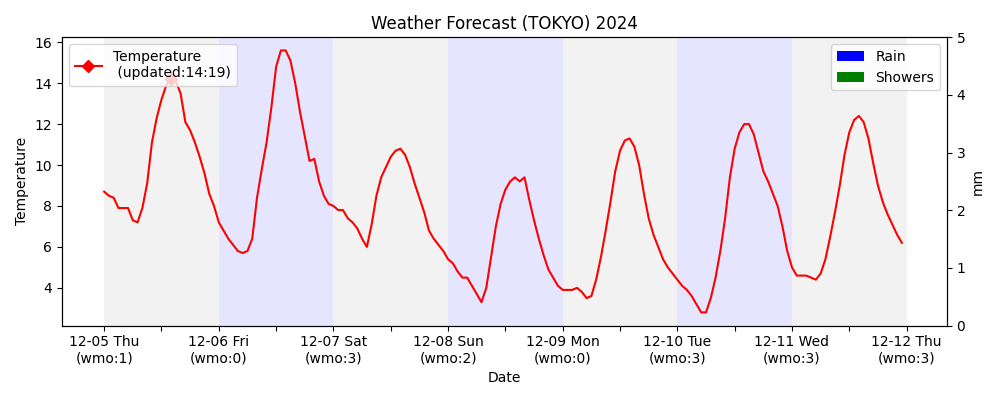 Weather Forecast (TOKYO) 2024
Temperature
(updated:14:19)
Rain
Showers
16
14
12
10
8
6
4
Temperature
5
4
3
2
1
0
mm
12-05 Thu
(wmo:1)
12-06 Fri
(wmo:0)
12-07 Sat
(wmo:3)
12-08 Sun
(wmo:2)
12-09 Mon
(wmo:0)
12-10 Tue
(wmo:3)
12-11 Wed
(wmo:3)
12-12 Thu
(wmo:3)
Date